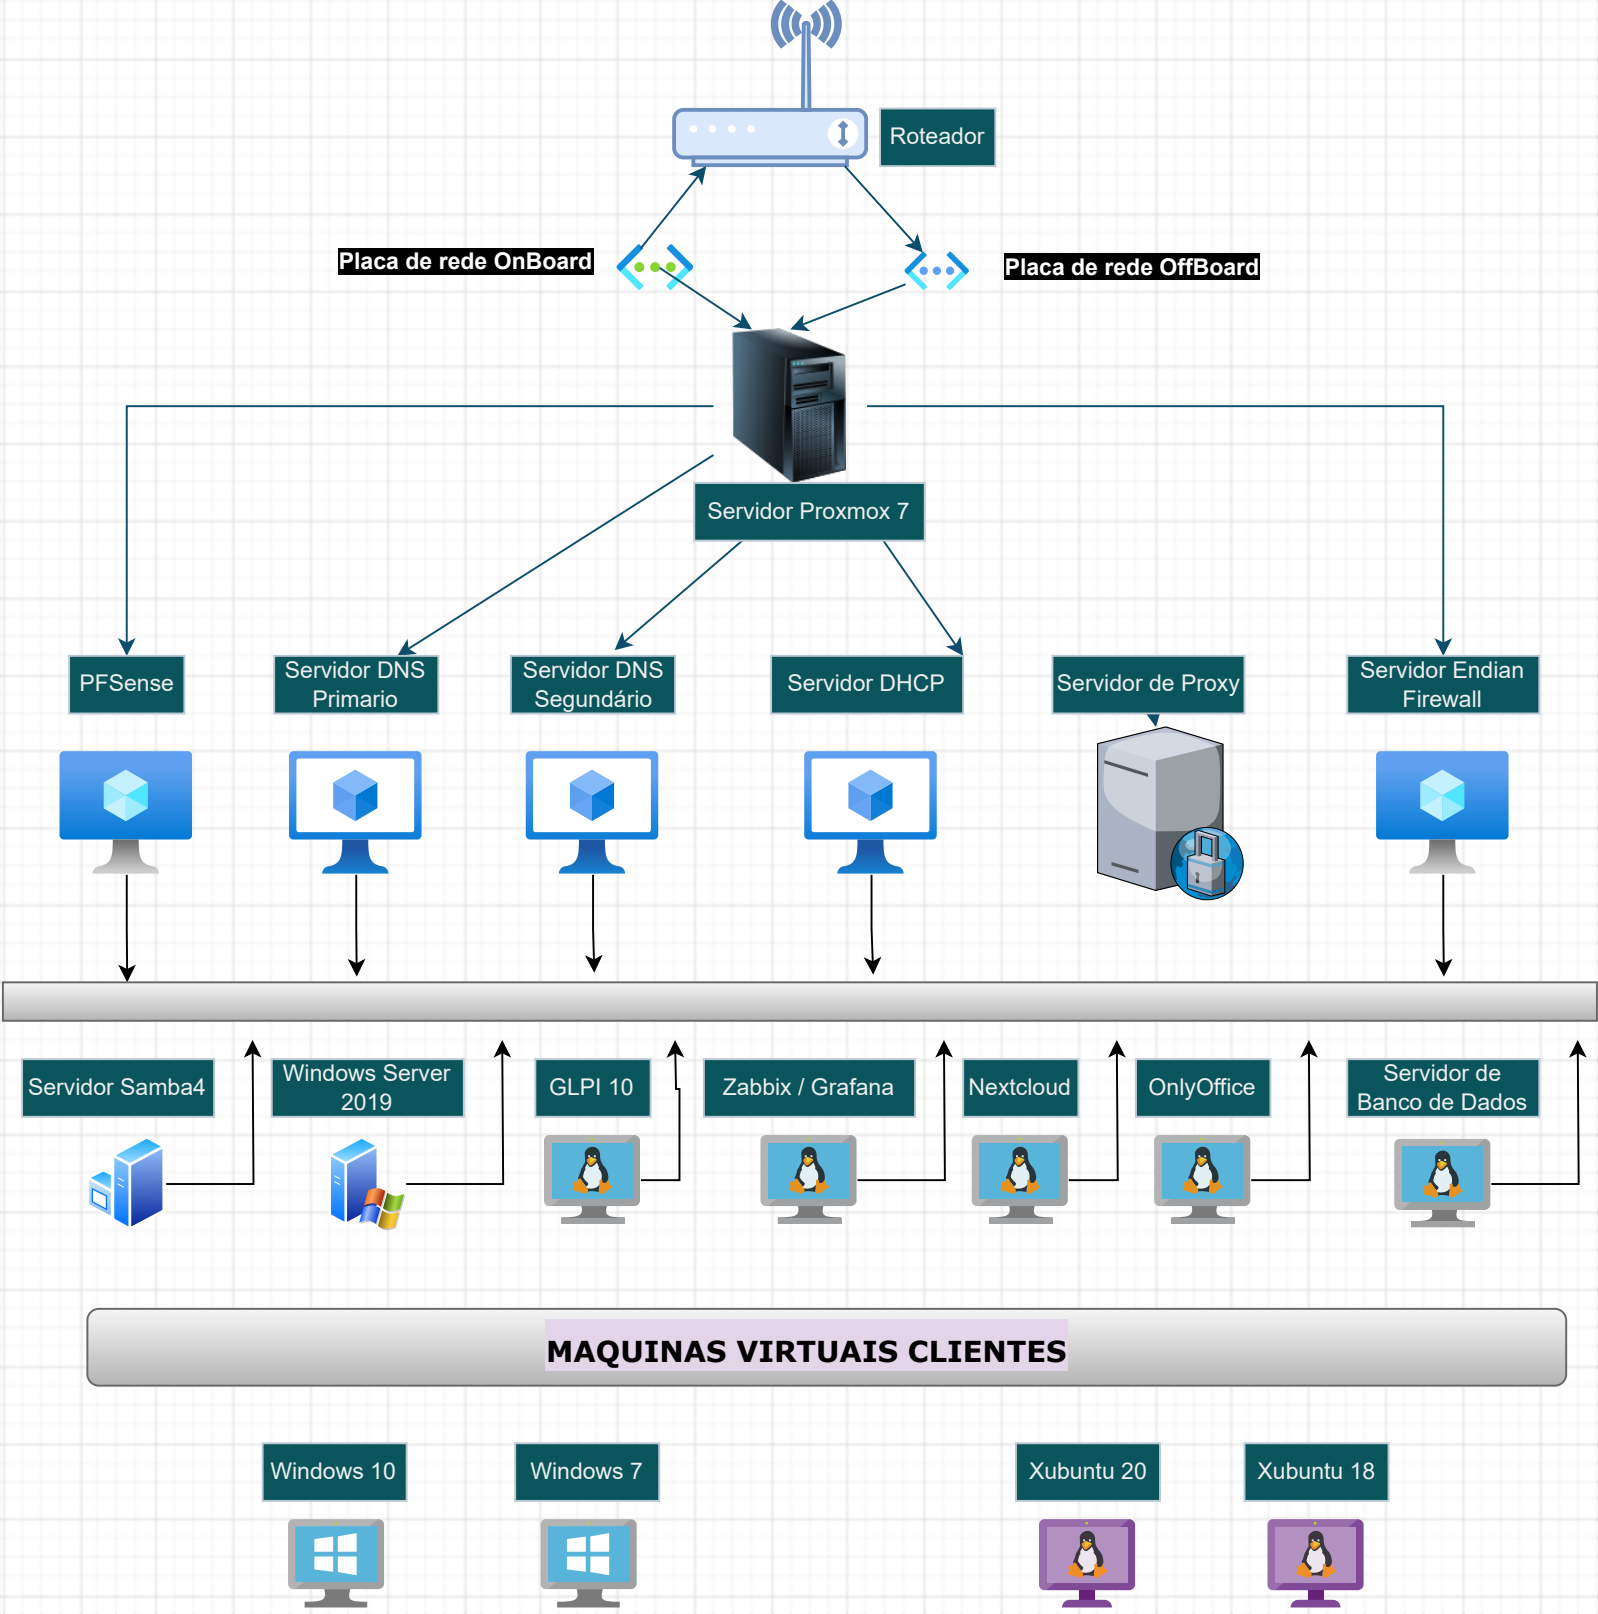 Roteador
Placa de rede OnBoard
Placa de rede OffBoard
Servidor Proxmox 7
PFSense
Servidor DNS
Primario
Servidor DNS
Segundário
Servidor DHCP
Servidor de Proxy
Servidor Endian
Firewall
Servidor Samba4
Windows Server
2019
GLPI 10
Zabbix / Grafana
Nextcloud
OnlyOffice
Servidor de
Banco de Dados
MAQUINAS VIRTUAIS CLIENTES
Windows 10
Windows 7
Xubuntu 20
Xubuntu 18